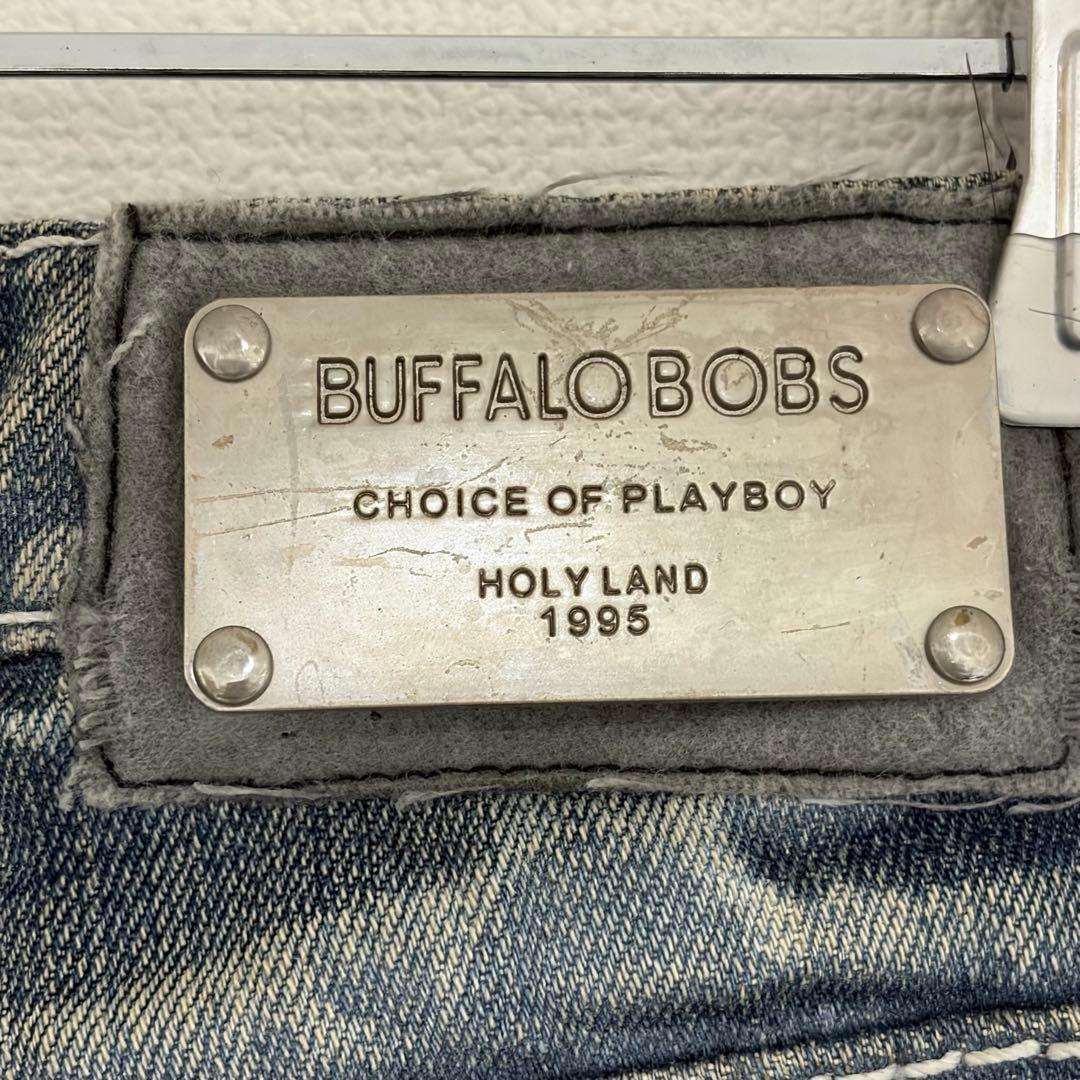 BUFFALO BOBS
CHOICE OF PLAYBOY
HOLY LAND
1995